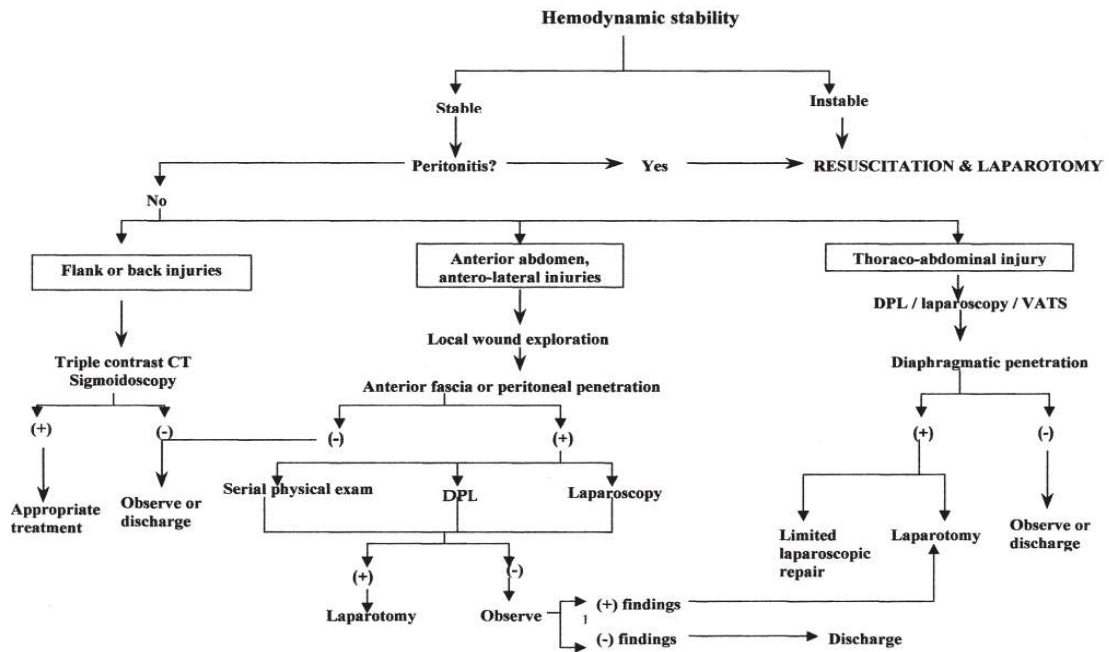 Hemodynamic stability
Stable
Instable
Peritonitis?
Yes
RESUSCITATION & LAPAROTOMY
No
Flank or back injuries
Anterior abdomen,
antero-lateral iniuries
Thoraco-abdominal injury
DPL / laparoscopy / VATS
Local wound exploration
Triple contrast CT
Sigmoidoscopy
Diaphragmatic penetration
Anterior fascia or peritoneal penetration
(+)
(-)
(-)
(+)
(+)
(-)
Serial physical exam
DPL
Laparoscopy
Appropriate
treatment
Observe or
discharge
Limited
laparoscopic
repair
Laparotomy
Observe or
discharge
(+)
(-)
Laparotomy
Observe
1
(+) findings
(-) findings
Discharge